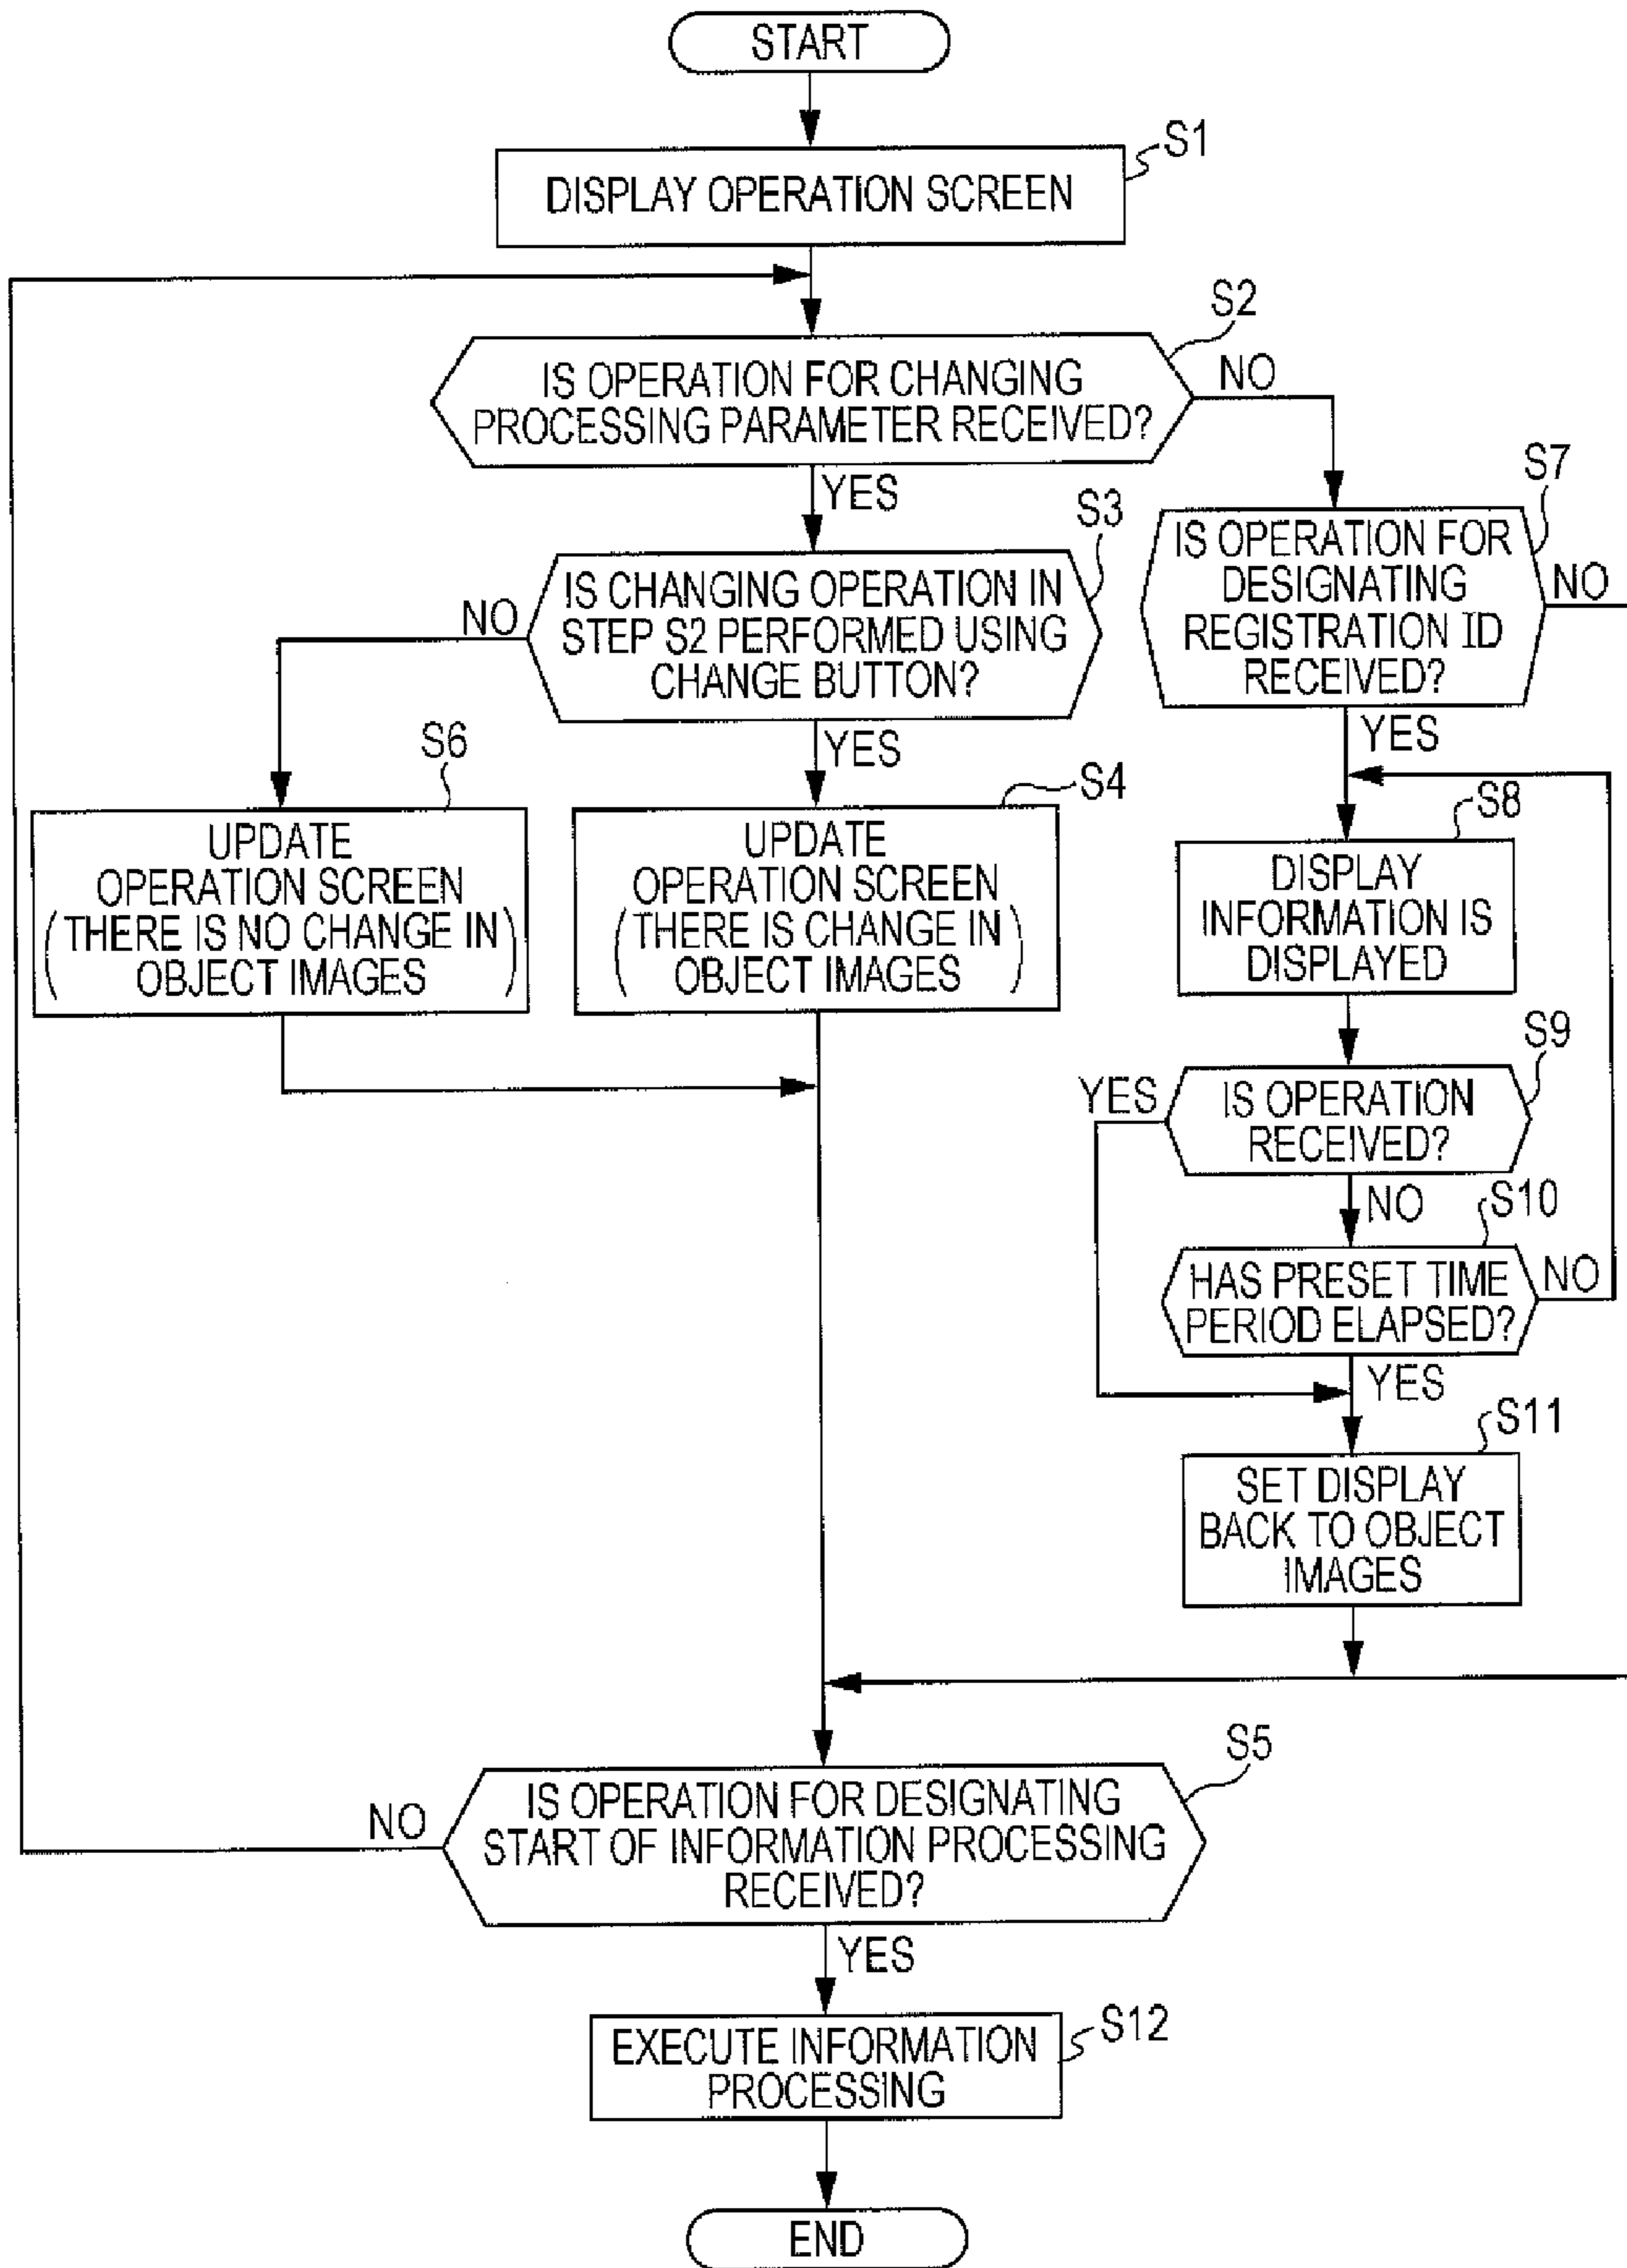 START
S1
DISPLAY OPERATION SCREEN
S2
IS OPERATION FOR CHANGING
PROCESSING PARAMETER RECEIVED?
NO
YES
S3
IS CHANGING OPERATION IN
STEP S2 PERFORMED USING
CHANGE BUTTON?
NO
YES
S7
IS OPERATION FOR
DESIGNATING
REGISTRATION ID
RECEIVED?
NO
YES
S6
UPDATE
OPERATION SCREEN
(THERE IS NO CHANGE IN
OBJECT IMAGES)
S4
UPDATE
OPERATION SCREEN
(THERE IS CHANGE IN
OBJECT IMAGES)
S8
DISPLAY
INFORMATION IS
DISPLAYED
S9
IS OPERATION
RECEIVED?
YES
NO
S10
HAS PRESET TIME
PERIOD ELAPSED?
NO
YES
S11
SET DISPLAY
BACK TO OBJECT
IMAGES
S5
IS OPERATION FOR DESIGNATING
START OF INFORMATION PROCESSING
RECEIVED?
NO
YES
S12
EXECUTE INFORMATION
PROCESSING
END